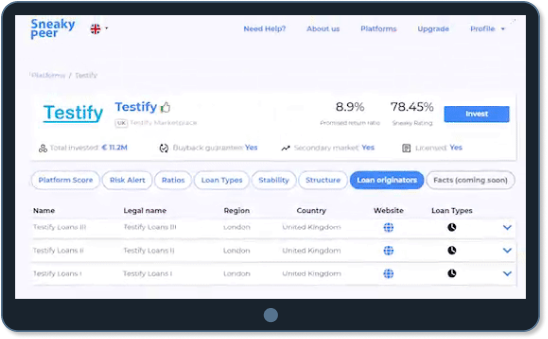 Sneaky
peer
Need Help? About us Platforms Upgrade Profile
Platforms / Testify
Testify Testify 8.9% 78.45% Invest
UK Testify Marketplace Promised return ratio Sneaky Rating
Total invested € 11.2M Buyback guarantee Yes Secondary market Yes Licensed Yes
Platform Score Risk Alert Ratios Loan Types Stability Structure Loan originators Facts (coming soon)
Name Legal name Region Country Website Loan Types
Testify Loans III Testify Loans III London United Kingdom
Testify Loans II Testify Loans II London United Kingdom
Testify Loans I Testify Loans I London United Kingdom